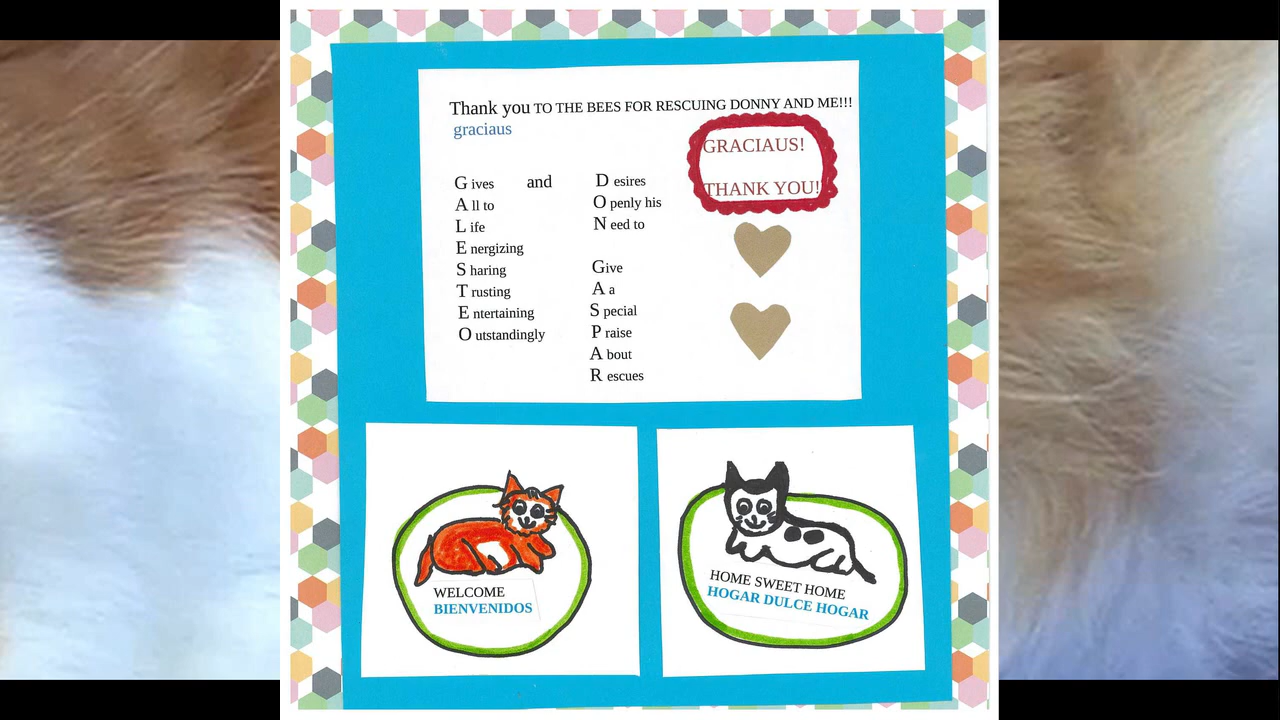 Thank you TO THE BEES FOR RESCUING DONNY AND ME!!!
graciaus
GRACIAUS!
THANK YOU!!
G ives and
A ll to
L ife
E nergizing
S haring
T rusting
E ntertaining
O utstandingly
D esires
O penly his
N eed to
Give
A a
S pecial
P raise
A bout
R escues
WELCOME
BIENVENIDOS
HOME SWEET HOME
HOGAR DULCE HOGAR